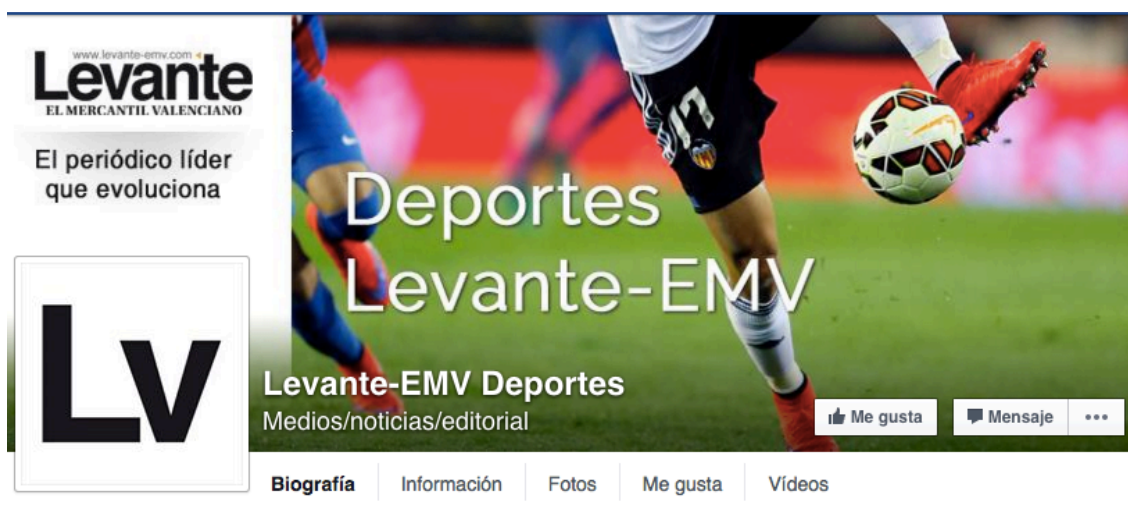 www.levante-emv.com
Levante
EL MERCANTIL VALENCIANO
El periódico líder
que evoluciona
17
Deportes
Levante-EMV
Lv
Levante-EMV Deportes
Medios/noticias/editorial
Me gusta
Mensaje
Biografía
Información
Fotos
Me gusta
Vídeos